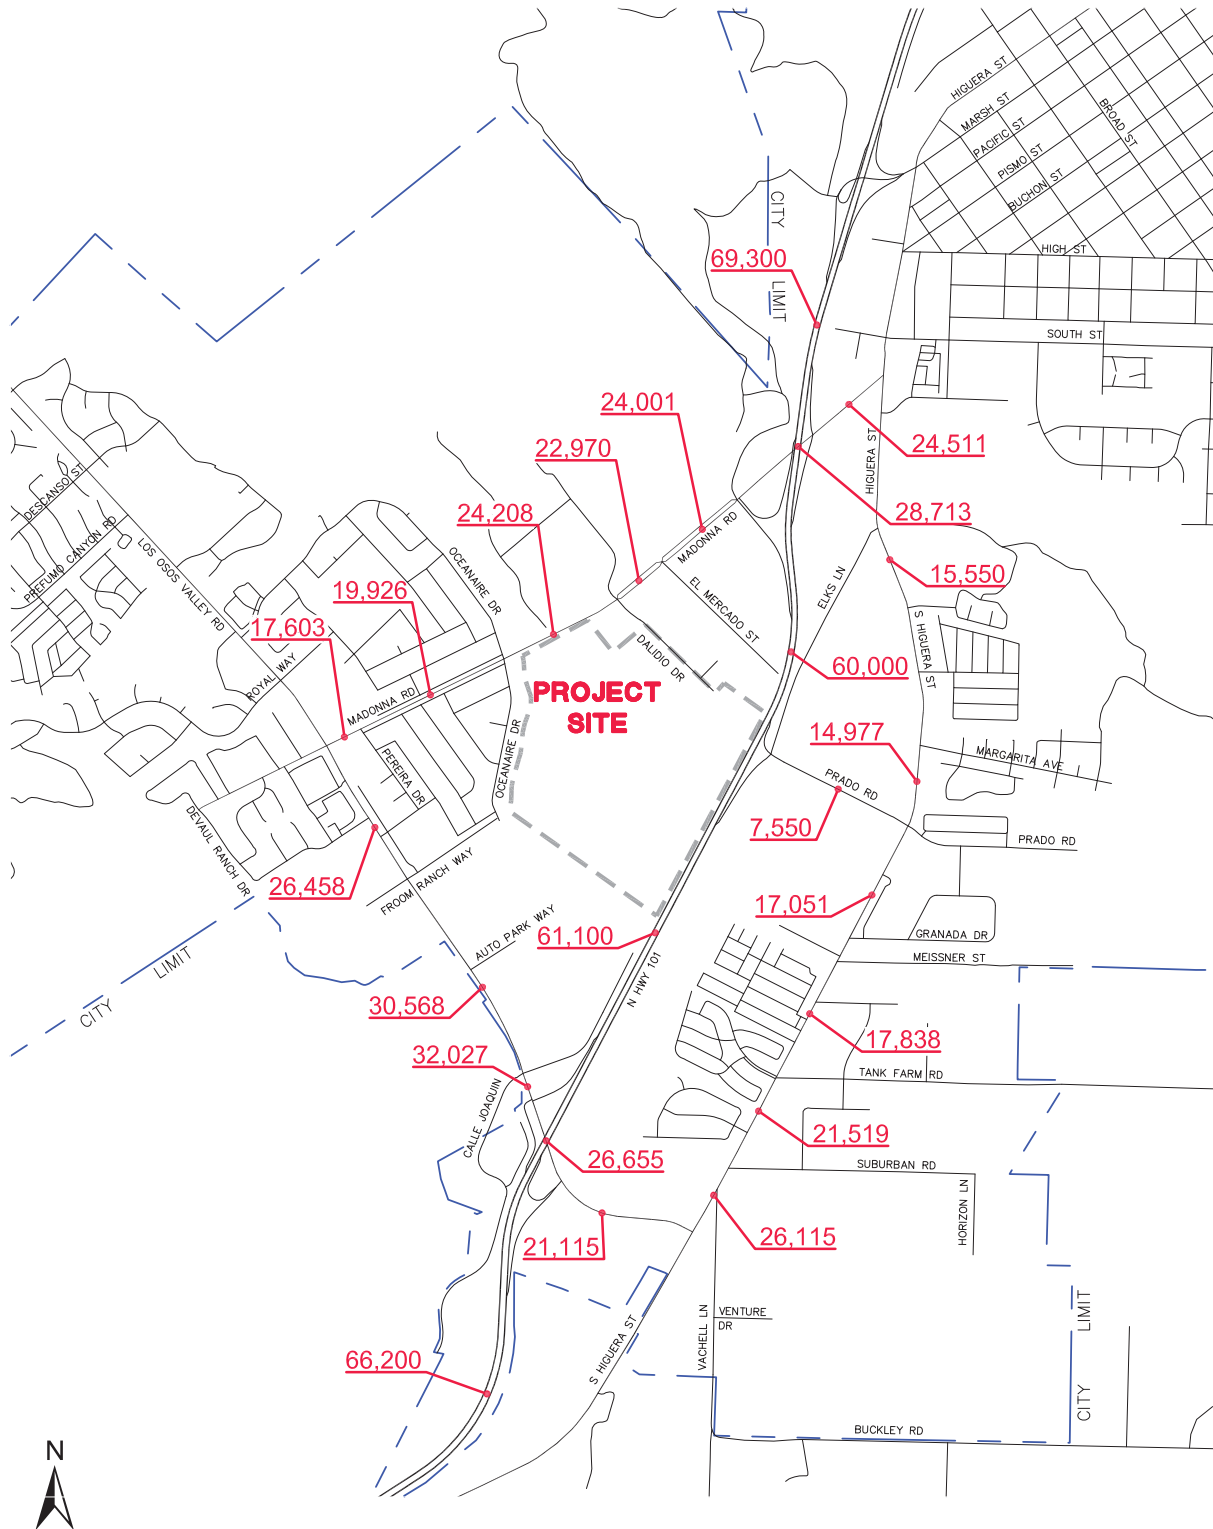 HIGUERA ST
MARSH ST
BROAD ST
PACIFIC ST
PISMO ST
BUCHON ST
CITY
LIMIT
HIGH ST
69,300
SOUTH ST
24,001
24,511
22,970
HIGUERA ST
DESCANSO ST
24,208
28,713
PREFUMO CANYON RD
LOS OSOS VALLEY RD
MADONNA RD
OCEANAIRE DR
15,550
ELKS LN
19,926
EL MERCADO ST
17,603
S HIGUERA ST
DALIDIO DR
60,000
ROYAL WAY
PROJECT
SITE
MADONNA RD
14,977
OCEANAIRE DR
PEREIRA DR
MARGARITA AVE
PRADO RD
7,550
DEVAUL RANCH DR
PRADO RD
26,458
FROOM RANCH WAY
17,051
AUTO PARK WAY
61,100
GRANADA DR
MEISSNER ST
CITY
LIMIT
N HWY 101
30,568
17,838
32,027
TANK FARM RD
CALLE JOAQUIN
21,519
26,655
SUBURBAN RD
HORIZON LN
21,115
26,115
VACHELL LN
VENTURE
DR
CITY
LIMIT
S HIGUERA ST
66,200
BUCKLEY RD
N